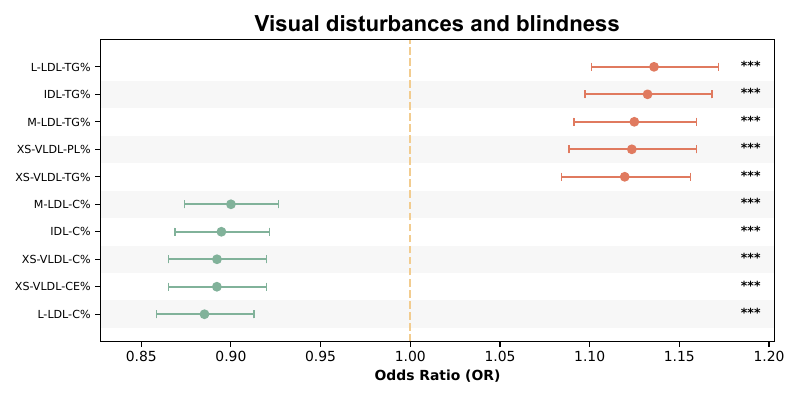 Visual disturbances and blindness
L-LDL-TG% ***
IDL-TG% ***
M-LDL-TG% ***
XS-VLDL-PL% ***
XS-VLDL-TG% ***
M-LDL-C% ***
IDL-C% ***
XS-VLDL-C% ***
XS-VLDL-CE% ***
L-LDL-C% ***
0.85 0.90 0.95 1.00 1.05 1.10 1.15 1.20
Odds Ratio (OR)